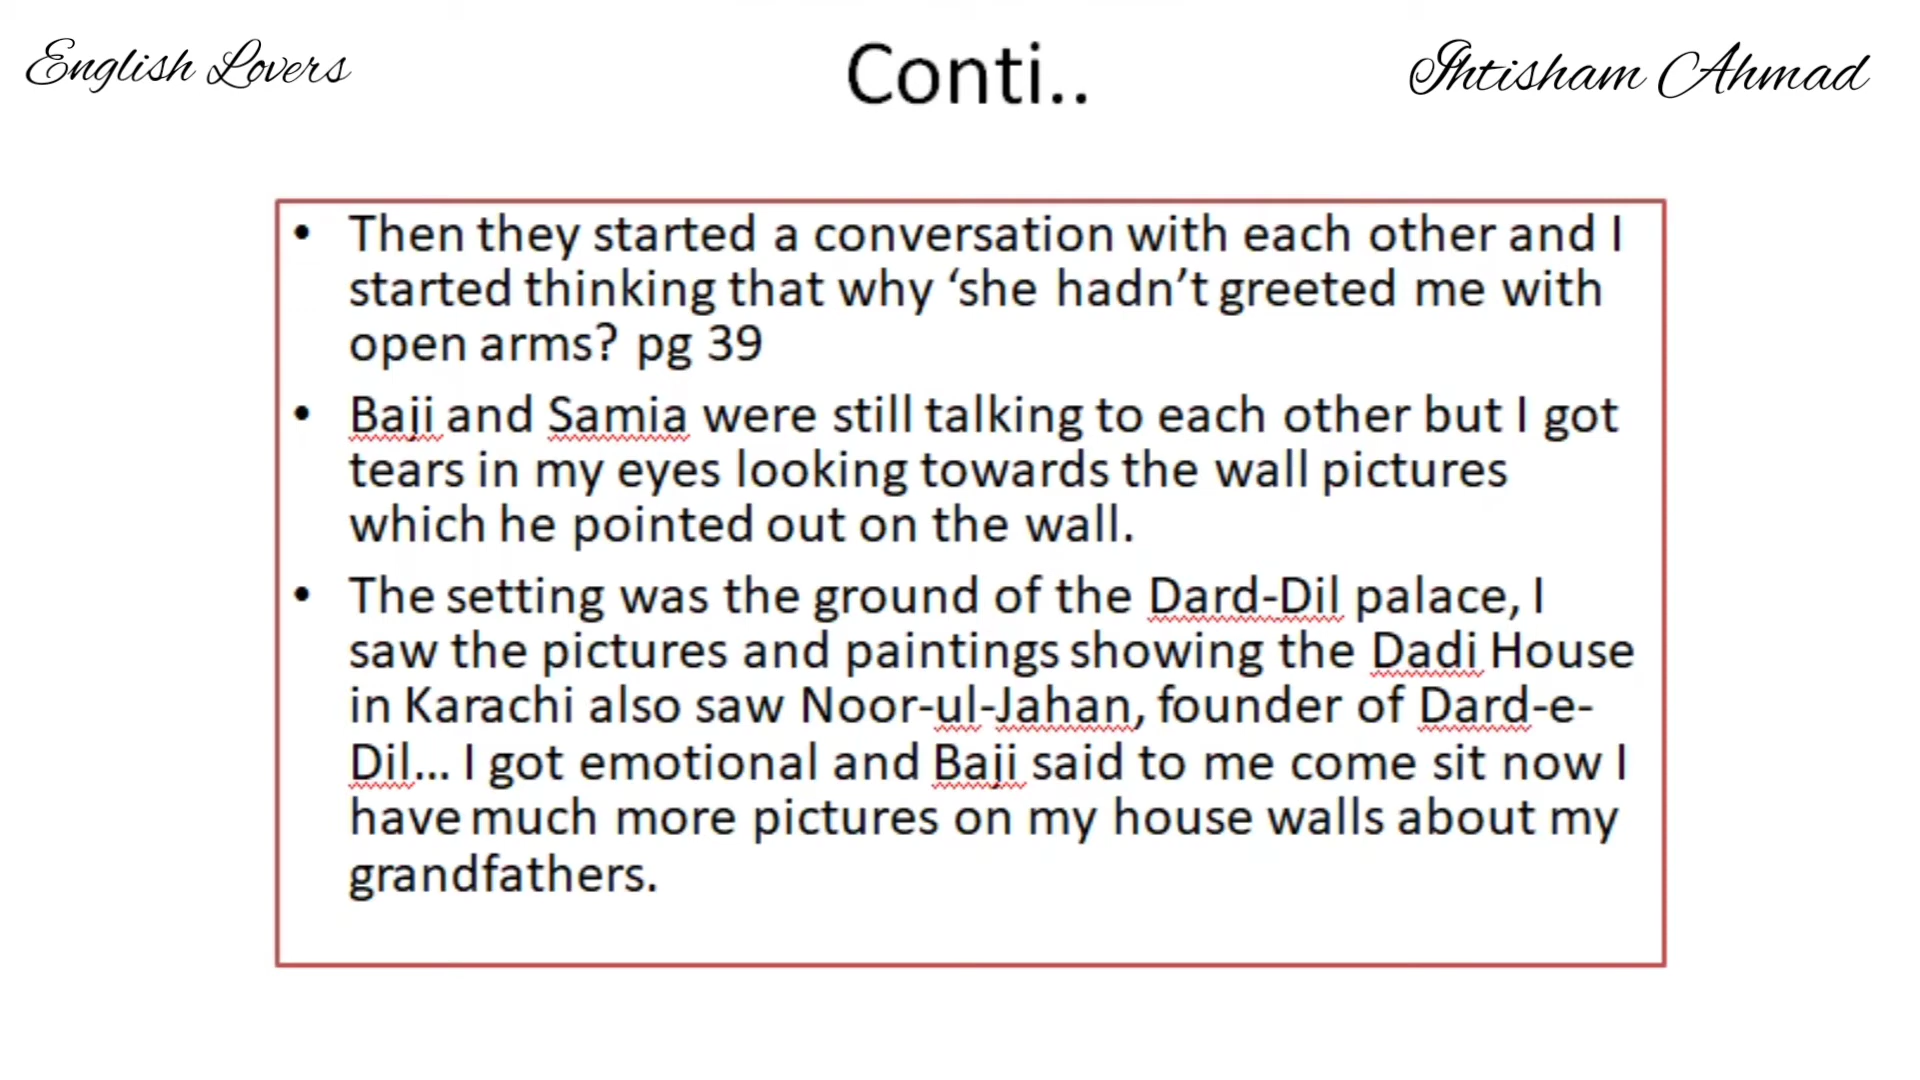 English Lovers
Conti..
Ihtisham Ahmad
• Then they started a conversation with each other and I
started thinking that why ‘she hadn’t greeted me with
open arms? pg 39
• Baji and Samia were still talking to each other but I got
tears in my eyes looking towards the wall pictures
which he pointed out on the wall.
• The setting was the ground of the Dard-Dil palace, I
saw the pictures and paintings showing the Dadi House
in Karachi also saw Noor-ul-Jahan, founder of Dard-e-
Dil... I got emotional and Baji said to me come sit now I
have much more pictures on my house walls about my
grandfathers.